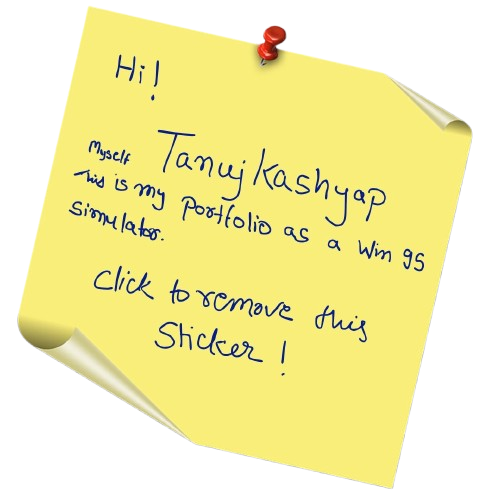 Hi!
Myself Tanuj Kashyap
This is my Portfolio as a Win 95
Simulator.
Click to remove this
Sticker!